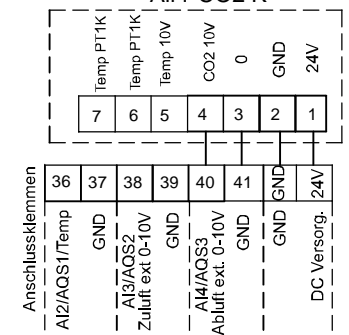 Temp PT1K
Temp PT1K
Temp 10V
CO2 10V
0
GND
24V
7 6 5 4 3 2 1
Anschlussklemmen
36 37 38 39 40 41 GND 24V
AI2/AQS1/Temp
GND
AI3/AQS2
Zuluft ext 0-10V
GND
AI4/AQS3
Abluft ext. 0-10V
GND
GND
DC Versorg.